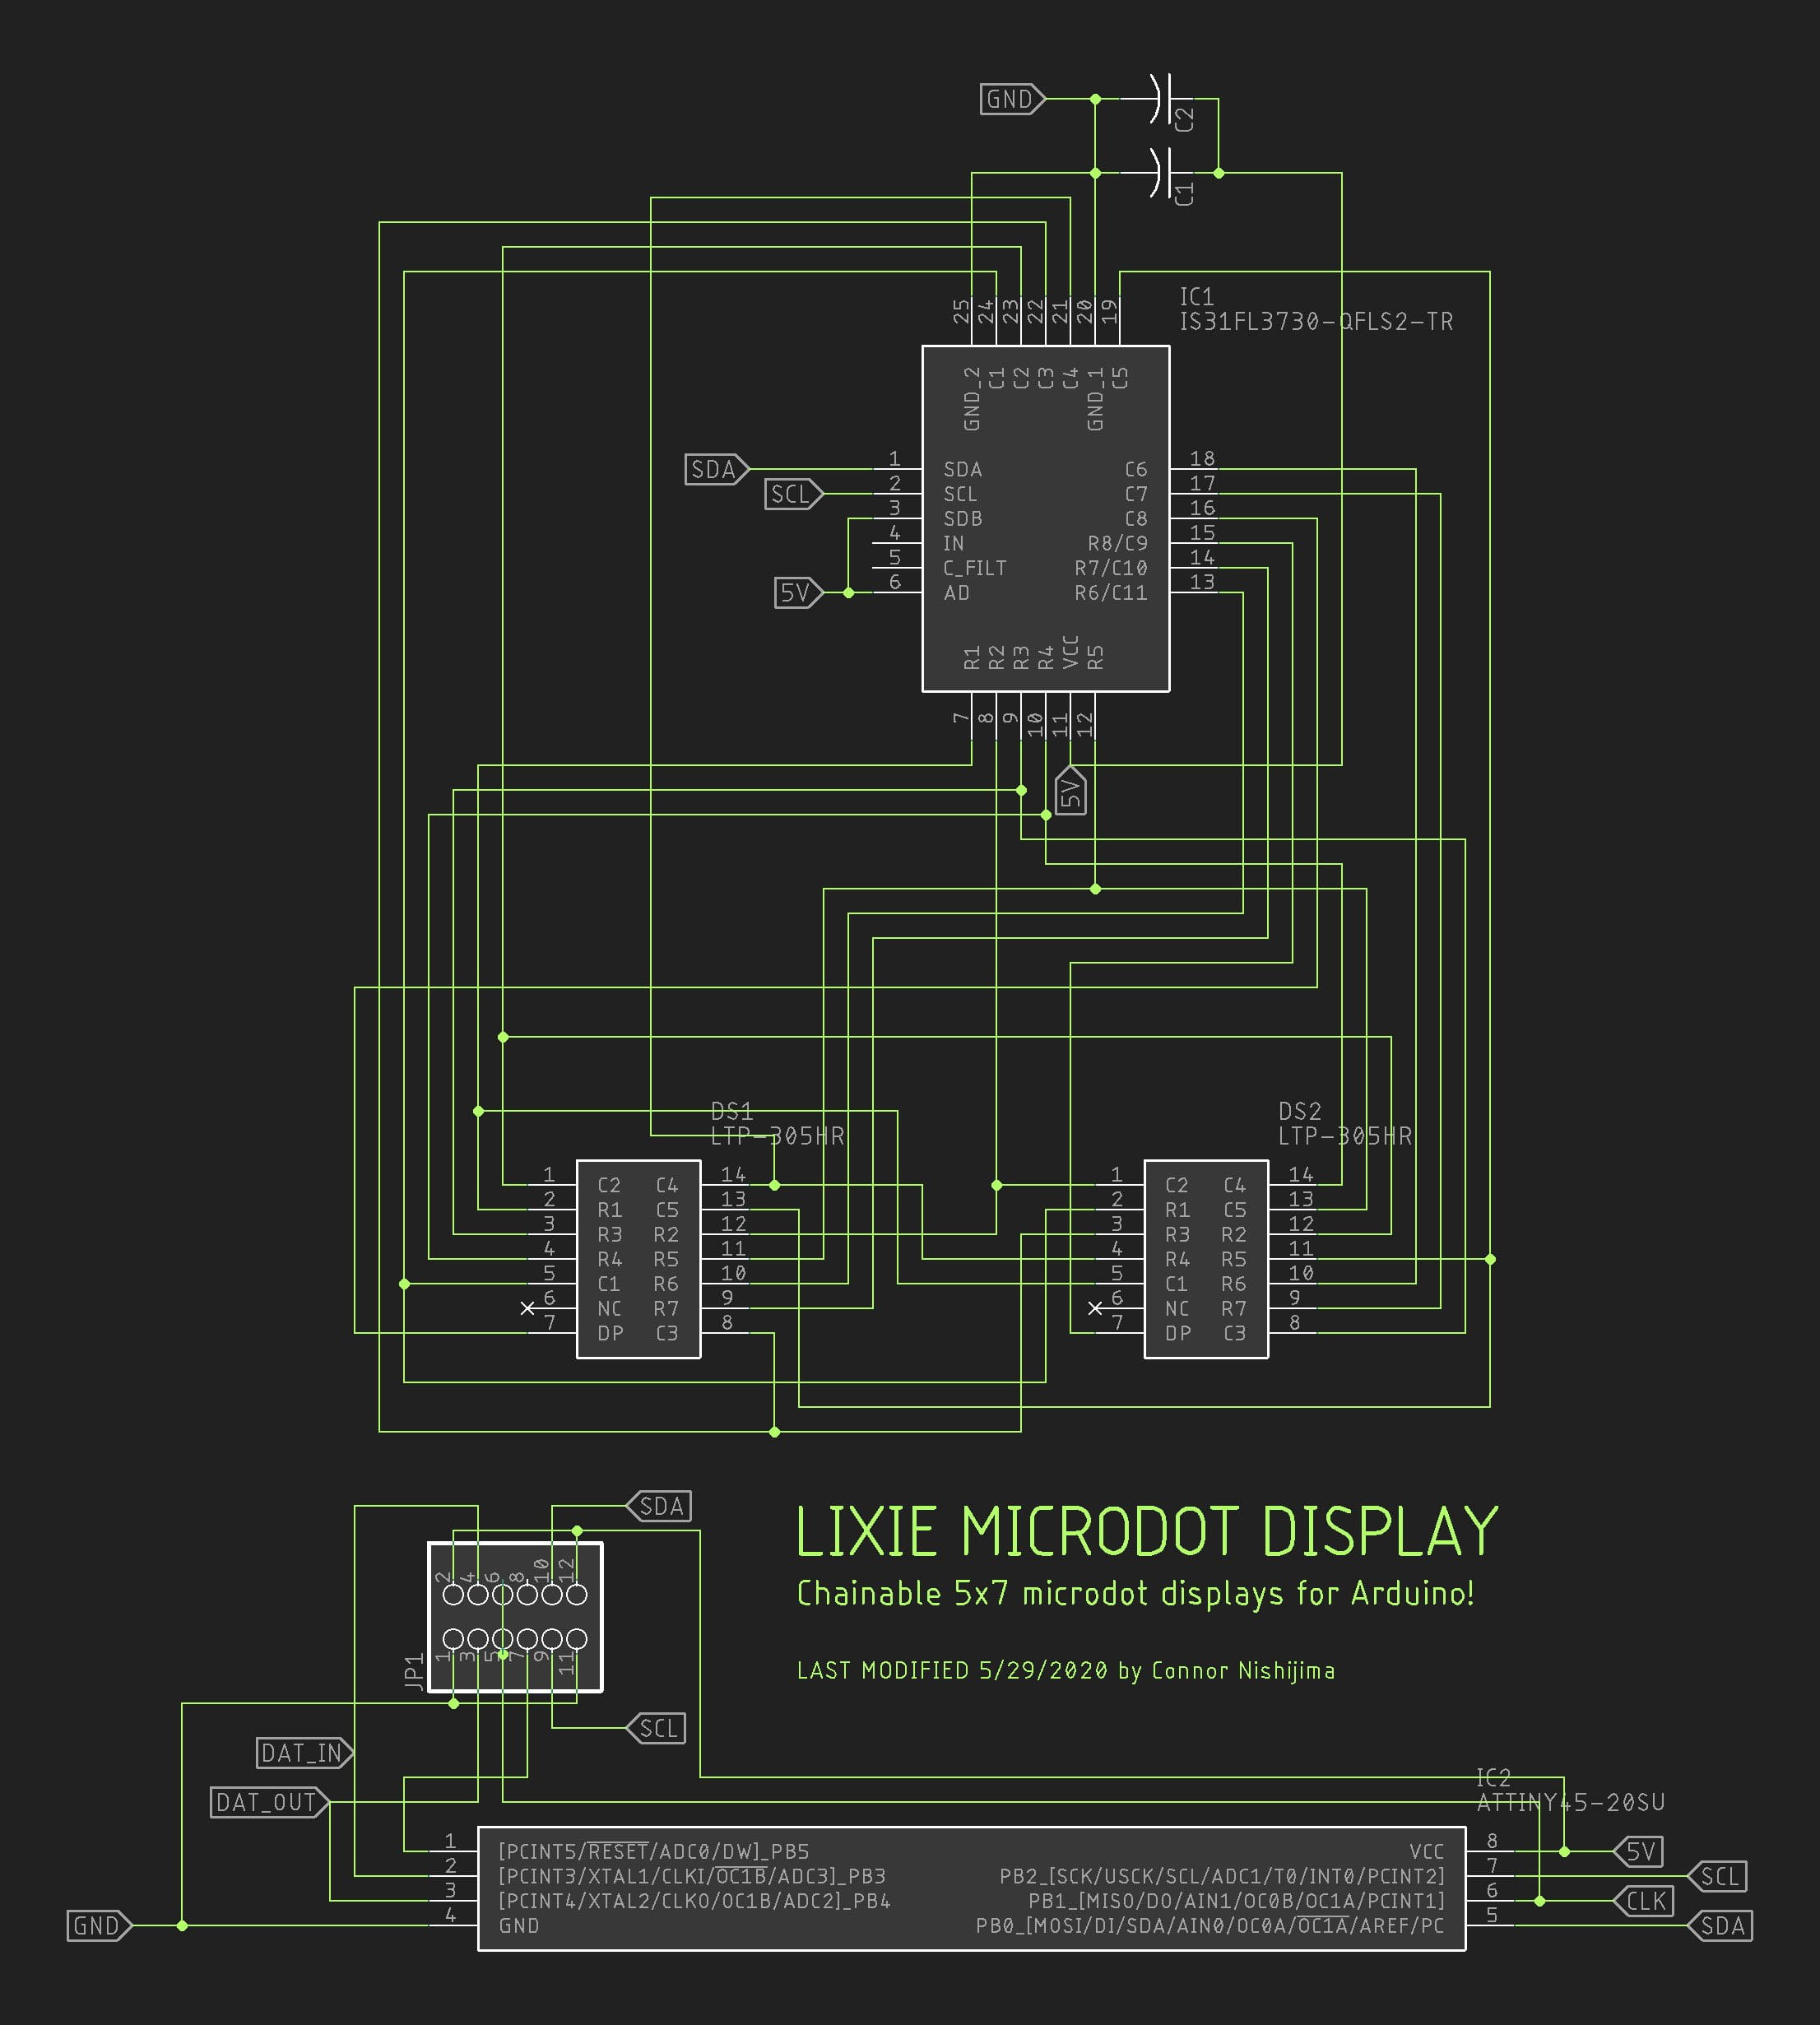 GND
C2
C1
IC1
IS31FL3730-QFLS2-TR
25 24 23 22 21 20 19
GND_2 C1 C2 C3 C4 GND_1 C5
SDA 1 SDA C6 18
SCL 2 SCL C7 17
3 SDB C8 16
4 IN R8/C9 15
5 C_FILT R7/C10 14
5V 6 AD R6/C11 13
R1 R2 R3 R4 VCC R5
7 8 9 10 11 12
5V
DS1
LTP-305HR
1 C2 C4 14
2 R1 C5 13
3 R3 R2 12
4 R4 R5 11
5 C1 R6 10
6 NC R7 9
7 DP C3 8
DS2
LTP-305HR
1 C2 C4 14
2 R1 C5 13
3 R3 R2 12
4 R4 R5 11
5 C1 R6 10
6 NC R7 9
7 DP C3 8
SDA
2 4 6 8 10 12
1 3 5 7 9 11
JP1
SCL
LIXIE MICRODOT DISPLAY
Chainable 5x7 microdot displays for Arduino!
LAST MODIFIED 5/29/2020 by Connor Nishijima
DAT_IN
DAT_OUT
IC2
ATTINY45-20SU
1 [PCINT5/RESET/ADC0/DW]_PB5 VCC 8 5V
2 [PCINT3/XTAL1/CLKI/OC1B/ADC3]_PB3 PB2_[SCK/USCK/SCL/ADC1/T0/INT0/PCINT2] 7 SCL
3 [PCINT4/XTAL2/CLKO/OC1B/ADC2]_PB4 PB1_[MISO/DO/AIN1/OC0B/OC1A/PCINT1] 6 CLK
GND 4 GND PB0_[MOSI/DI/SDA/AIN0/OC0A/OC1A/AREF/PC 5 SDA